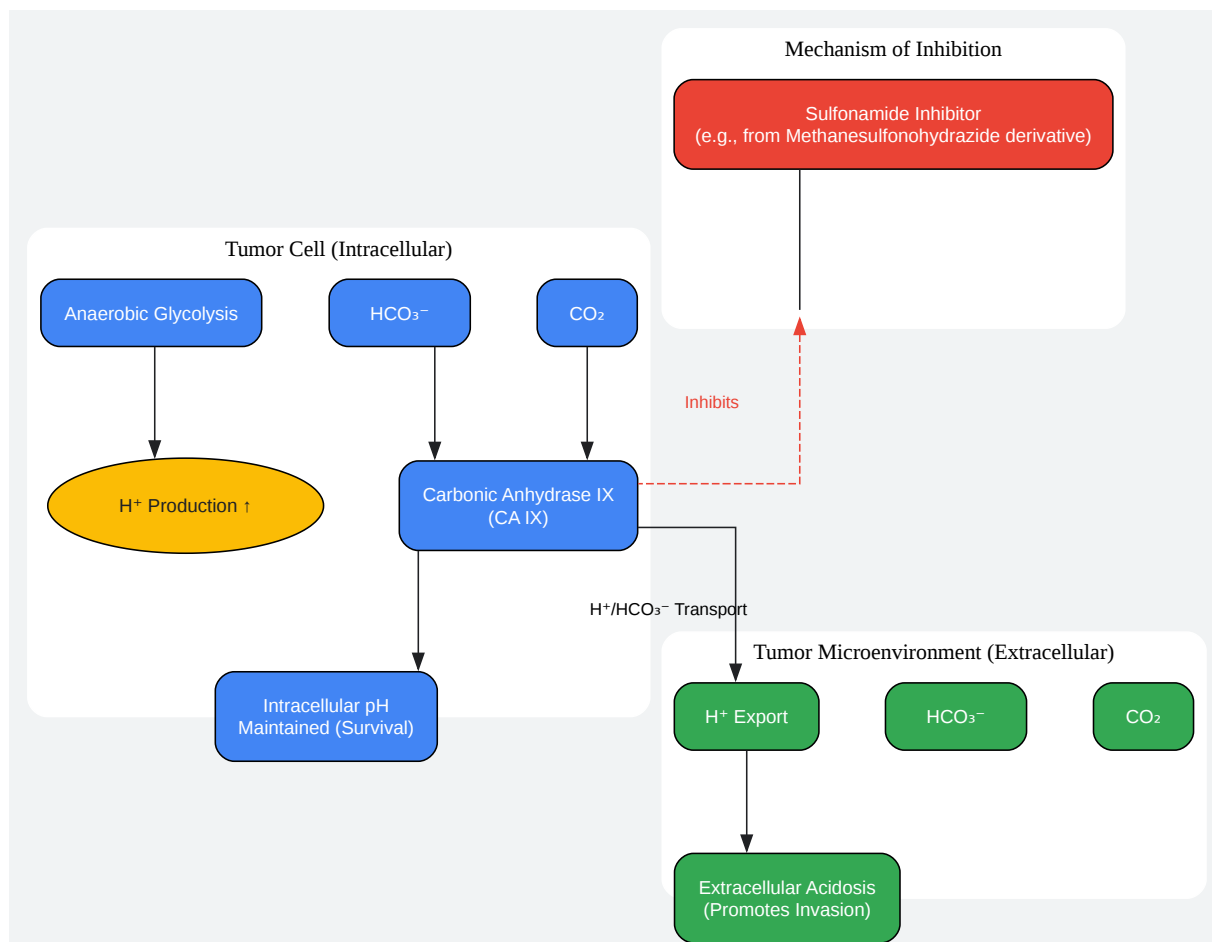 Mechanism of Inhibition
Sulfonamide Inhibitor
(e.g., from Methanesulfonohydrazide derivative)
Tumor Cell (Intracellular)
Anaerobic Glycolysis
HCO₃⁻
CO₂
Inhibits
H⁺ Production ↑
Carbonic Anhydrase IX
(CA IX)
H⁺/HCO₃⁻ Transport
Intracellular pH
Maintained (Survival)
Tumor Microenvironment (Extracellular)
H⁺ Export
HCO₃⁻
CO₂
Extracellular Acidosis
(Promotes Invasion)